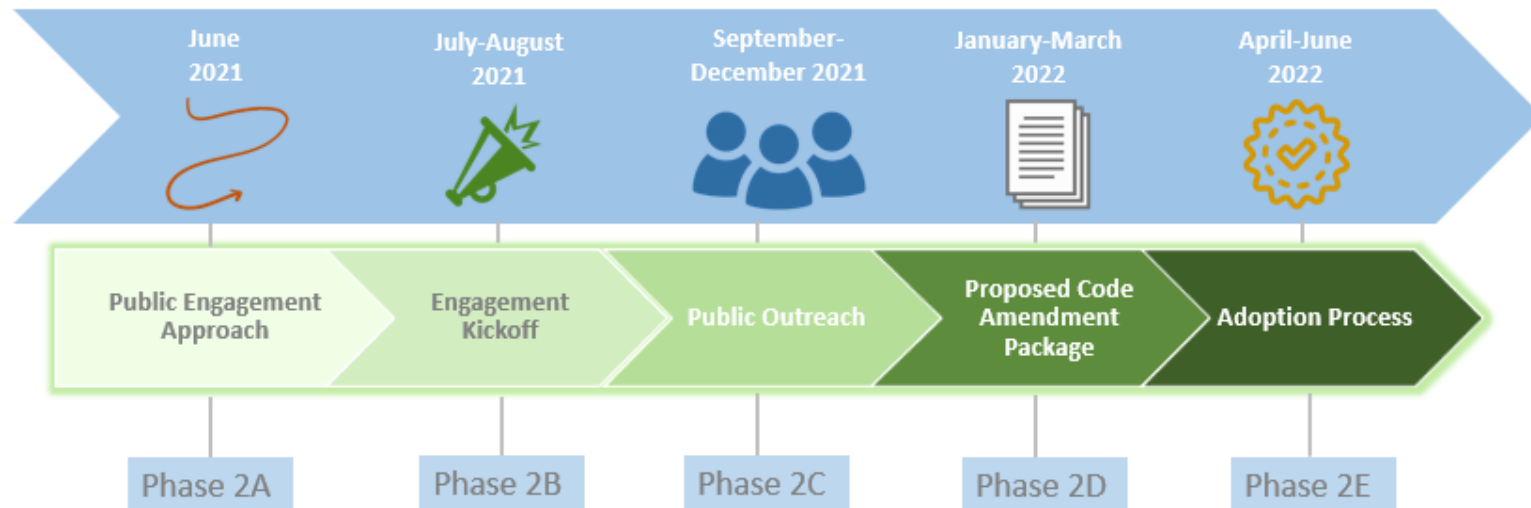 June
2021
July-August
2021
September-
December 2021
January-March
2022
April-June
2022
Public Engagement
Approach
Engagement
Kickoff
Public Outreach
Proposed Code
Amendment
Package
Adoption Process
Phase 2A
Phase 2B
Phase 2C
Phase 2D
Phase 2E